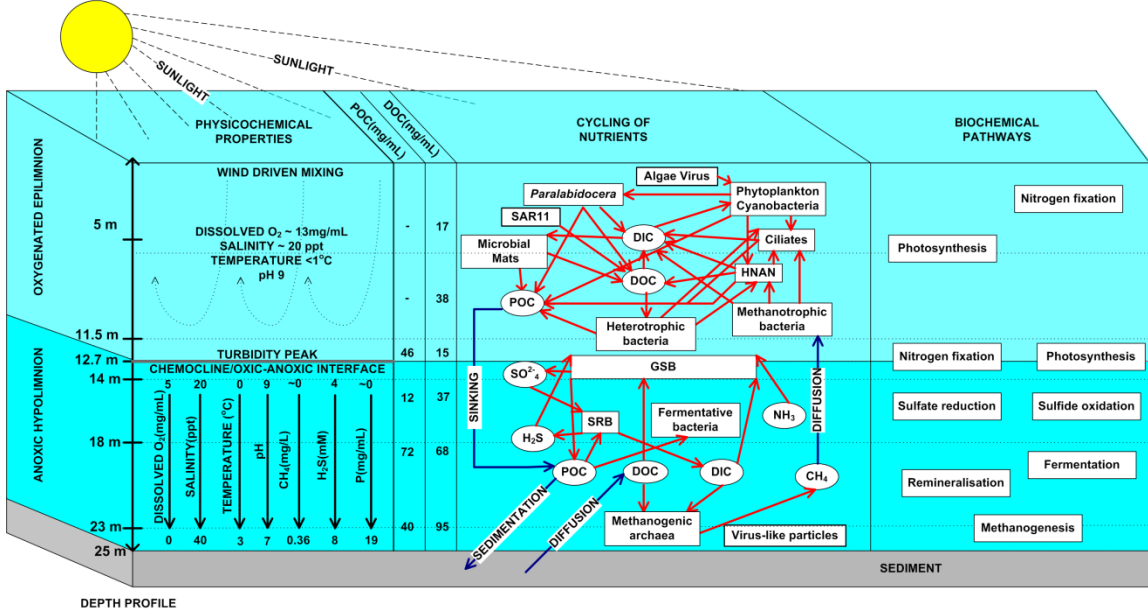 SUNLIGHT
SUNLIGHT
PHYSICOCHEMICAL
PROPERTIES
POC(mg/mL)
DOC(mg/mL)
CYCLING OF
NUTRIENTS
BIOCHEMICAL
PATHWAYS
OXYGENATED EPILIMNION
ANOXIC HYPOLIMNION
5 m
11.5 m
12.7 m
14 m
18 m
23 m
25 m
WIND DRIVEN MIXING
DISSOLVED O₂ ~ 13mg/mL
SALINITY ~ 20 ppt
TEMPERATURE <1°C
pH 9
TURBIDITY PEAK
CHEMOCLINE/OXIC-ANOXIC INTERFACE
5 20 0 9 ~0 4 ~0
DISSOLVED O₂(mg/mL)
SALINITY(ppt)
TEMPERATURE (°C)
pH
CH₄(mg/L)
H₂S(mM)
P(mg/mL)
0 40 3 7 0.36 8 19
- 17
- 38
46 15
12 37
72 68
40 95
Algae Virus
Paralabidocera
Phytoplankton
Cyanobacteria
SAR11
DIC
Ciliates
Microbial
Mats
DOC
HNAN
POC
Heterotrophic
bacteria
Methanotrophic
bacteria
GSB
SO²⁻₄
SRB
Fermentative
bacteria
NH₃
H₂S
POC
DOC
DIC
CH₄
Methanogenic
archaea
Virus-like particles
SINKING
SEDIMENTATION
DIFFUSION
DIFFUSION
Nitrogen fixation
Photosynthesis
Nitrogen fixation
Photosynthesis
Sulfate reduction
Sulfide oxidation
Fermentation
Remineralisation
Methanogenesis
SEDIMENT
DEPTH PROFILE